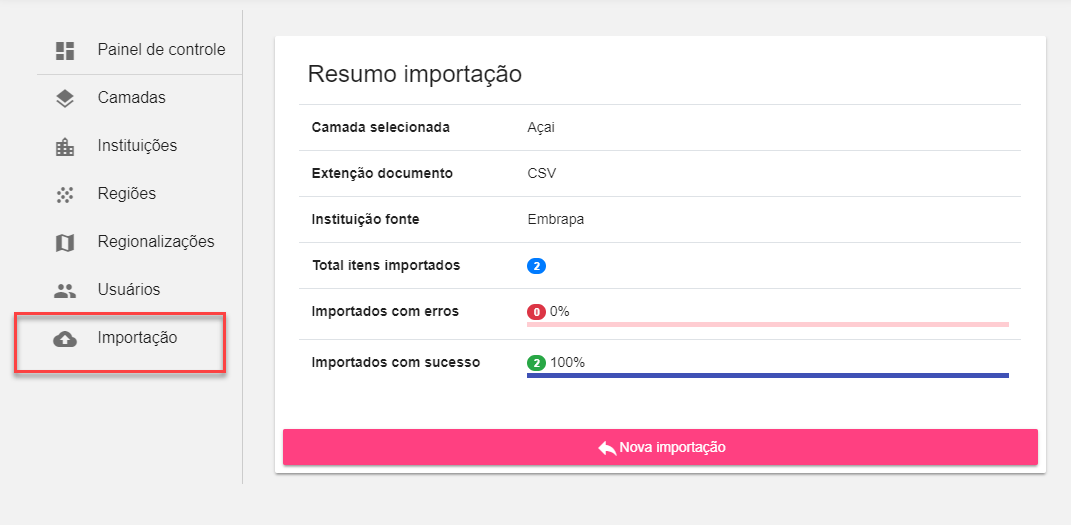 Painel de controle
Camadas
Instituições
Regiões
Regionalizações
Usuários
Importação
Resumo importação
Camada selecionada Açai
Extenção documento CSV
Instituição fonte Embrapa
Total itens importados 2
Importados com erros 0 0%
Importados com sucesso 2 100%
Nova importação